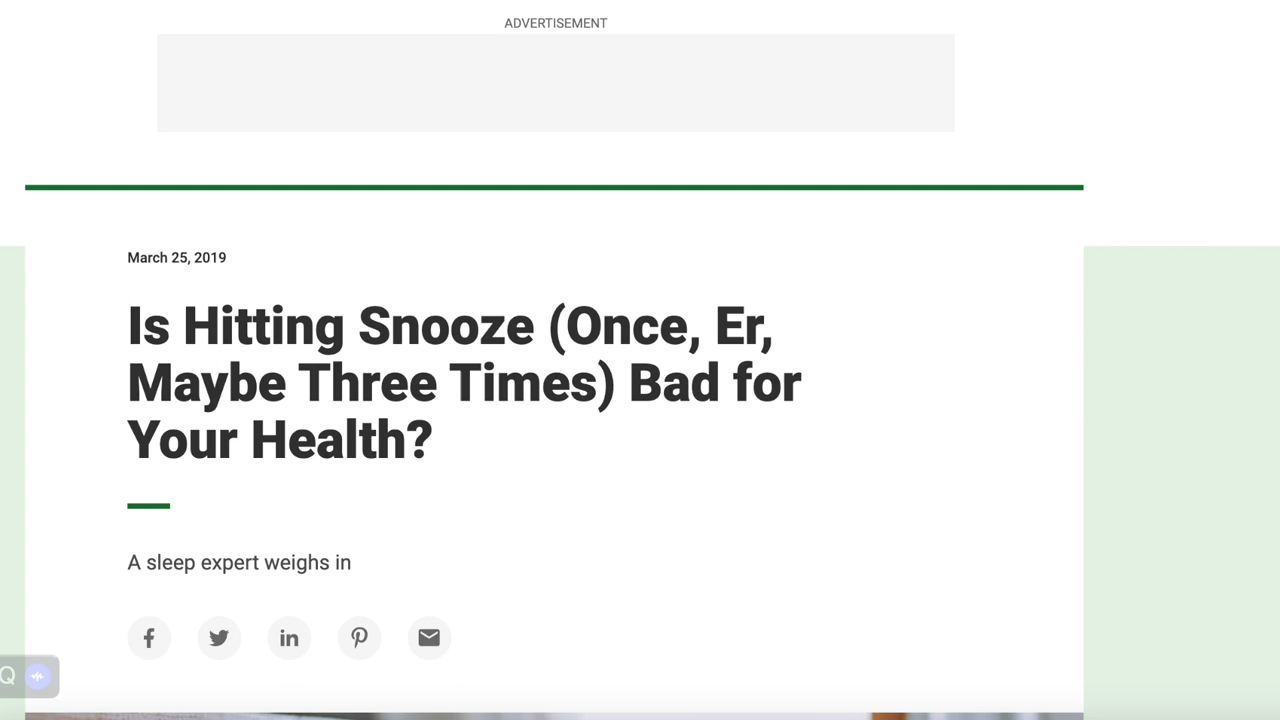 ADVERTISEMENT
March 25, 2019
Is Hitting Snooze (Once, Er,
Maybe Three Times) Bad for
Your Health?
A sleep expert weighs in
Q